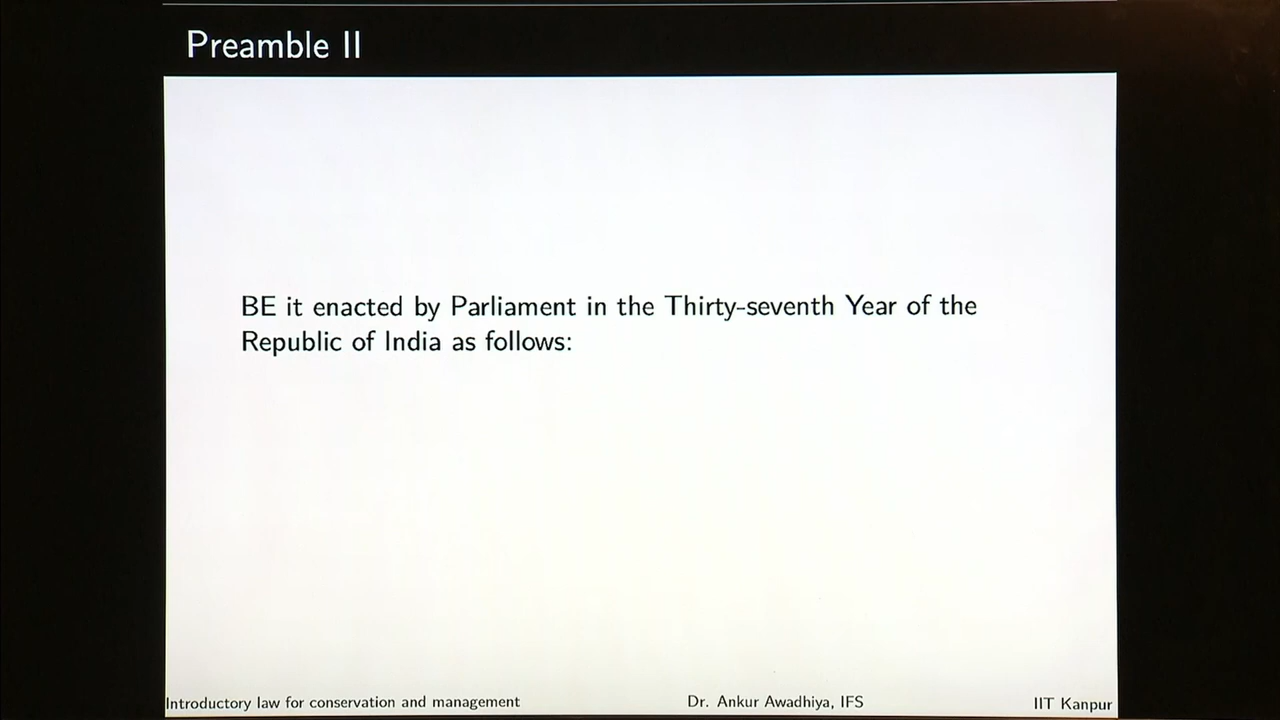 Preamble II
BE it enacted by Parliament in the Thirty-seventh Year of the
Republic of India as follows:
Introductory law for conservation and management
Dr. Ankur Awadhiya, IFS
IIT Kanpur